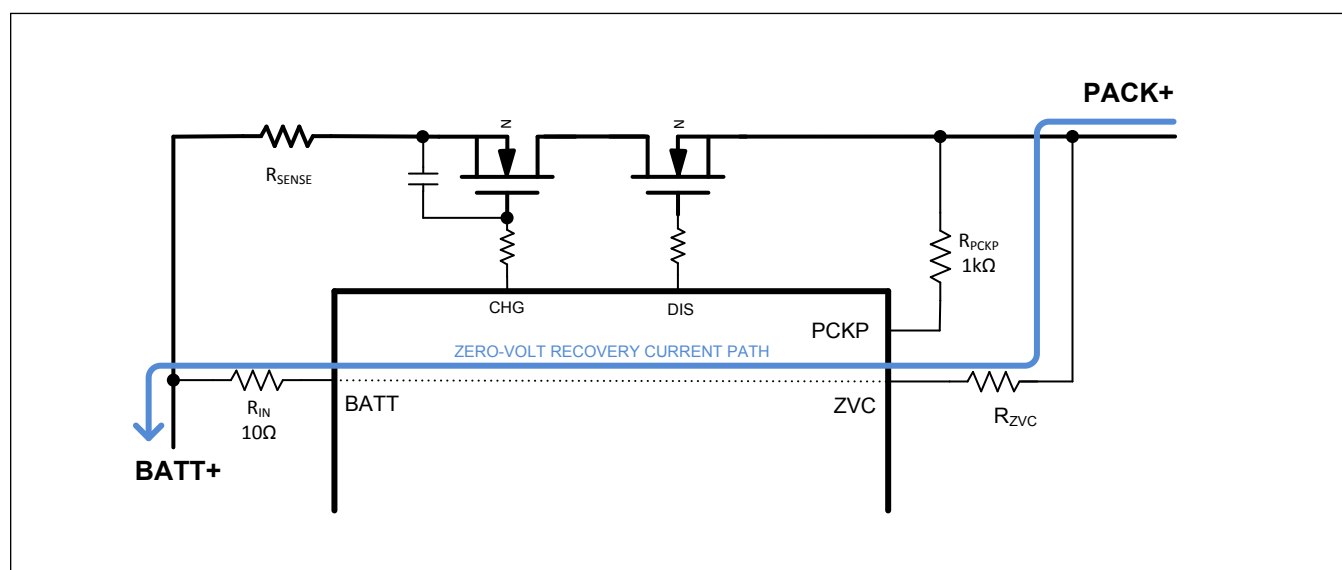 PACK+
N
N
RSENSE
RPCKP
1kΩ
CHG
DIS
PCKP
ZERO-VOLT RECOVERY CURRENT PATH
BATT
ZVC
RIN
10Ω
RZVC
BATT+